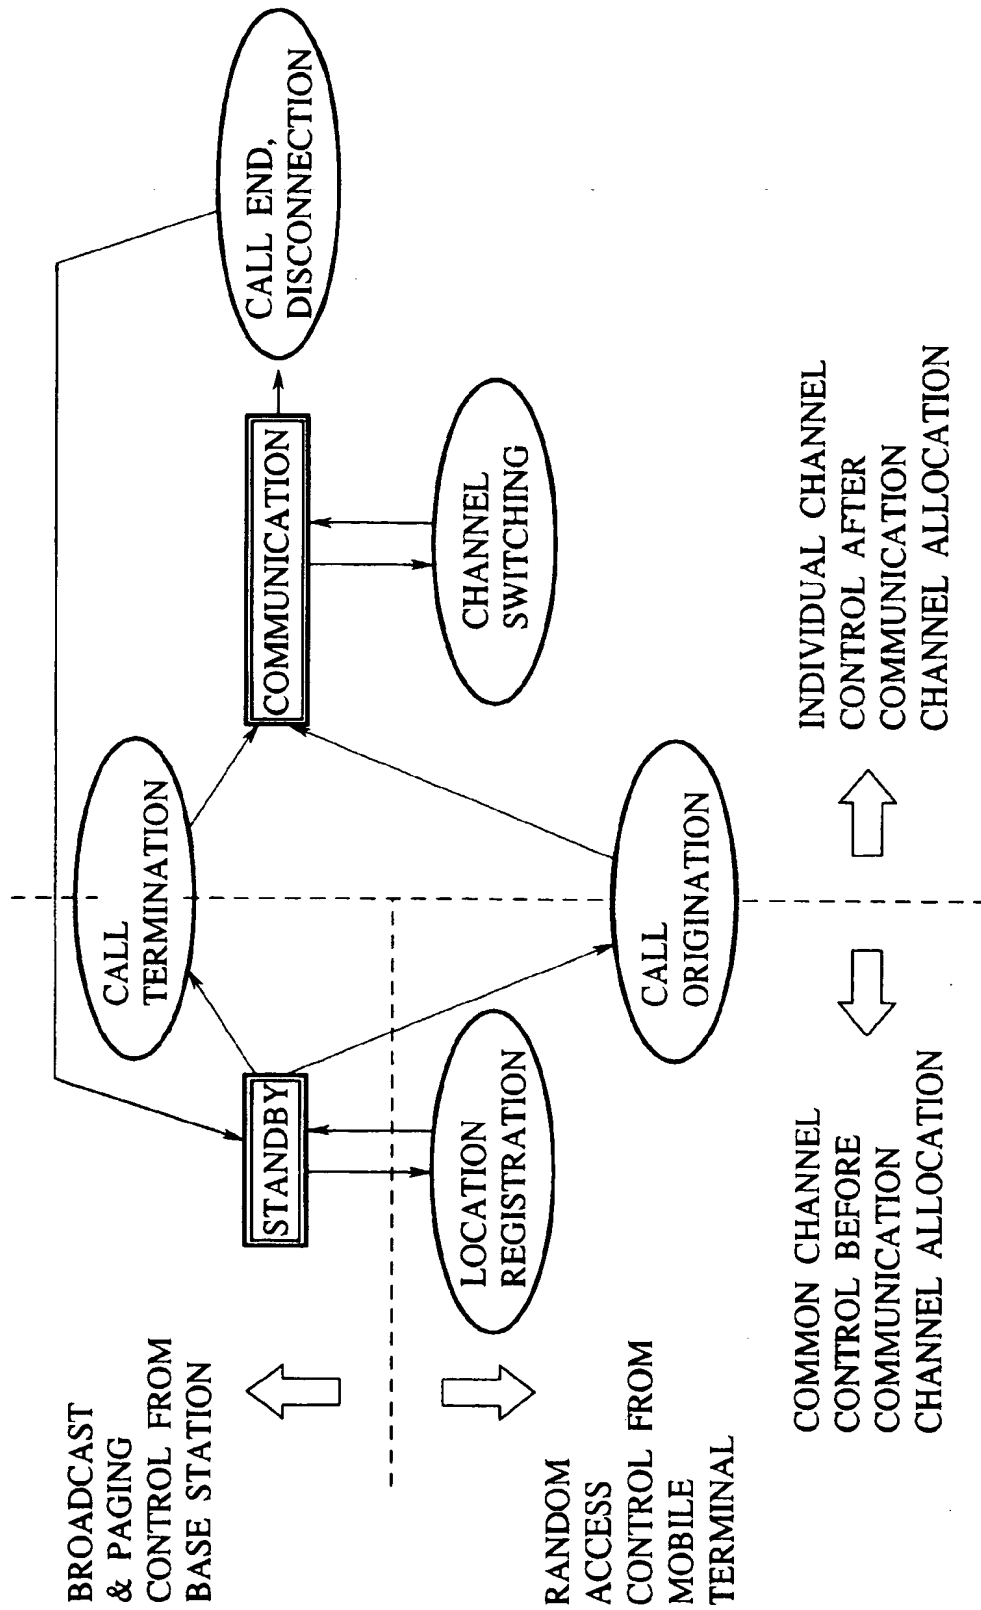 BROADCAST
& PAGING
CONTROL FROM
BASE STATION
RANDOM
ACCESS
CONTROL FROM
MOBILE
TERMINAL
STANDBY
LOCATION
REGISTRATION
CALL
TERMINATION
CALL
ORIGINATION
COMMUNICATION
CHANNEL
SWITCHING
CALL END,
DISCONNECTION
COMMON CHANNEL
CONTROL BEFORE
COMMUNICATION
CHANNEL ALLOCATION
INDIVIDUAL CHANNEL
CONTROL AFTER
COMMUNICATION
CHANNEL ALLOCATION